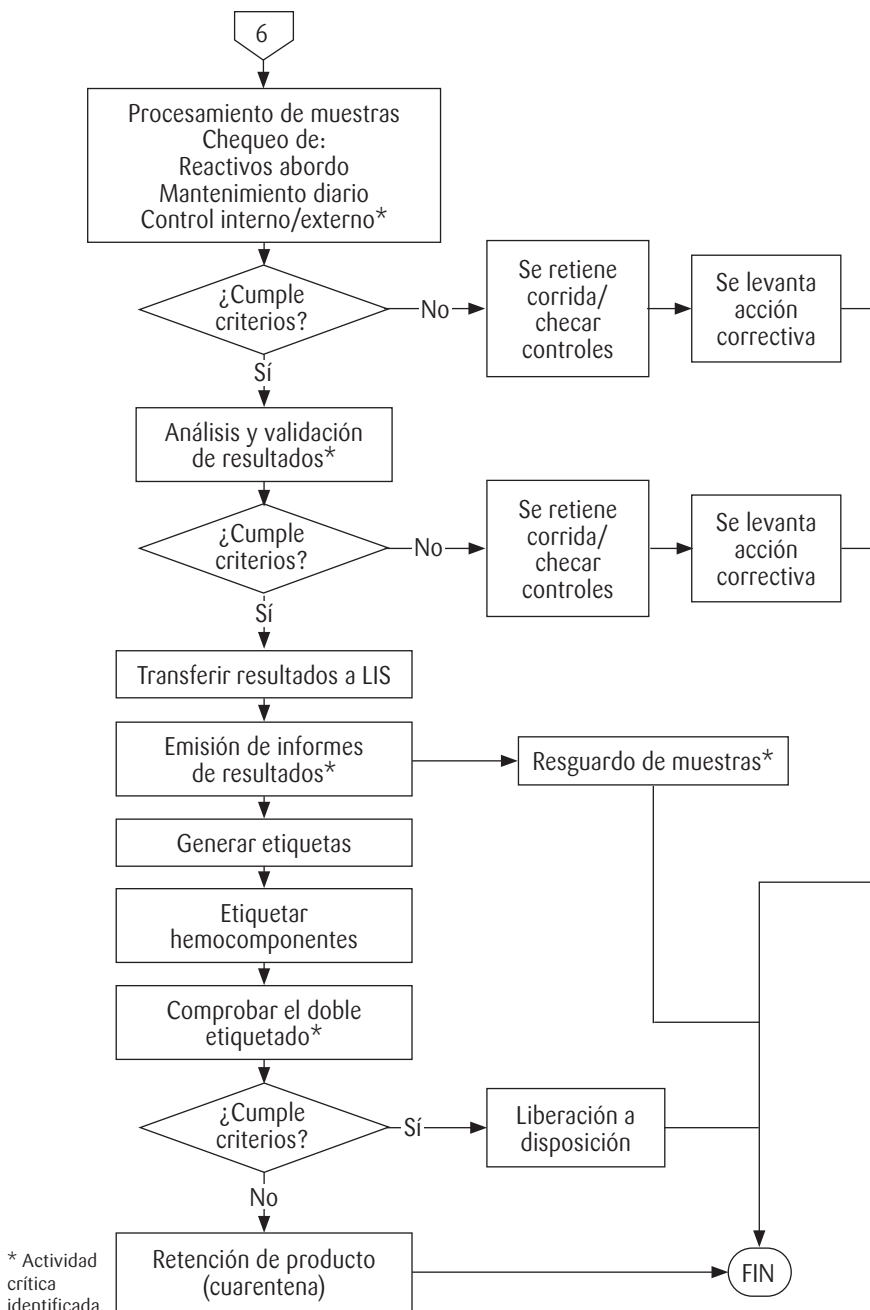 6
Procesamiento de muestras
Chequeo de:
Reactivos abordo
Mantenimiento diario
Control interno/externo*
¿Cumple
criterios?
No
Se retiene
corrida/
checar
controles
Se levanta
acción
correctiva
Sí
Análisis y validación
de resultados*
¿Cumple
criterios?
No
Se retiene
corrida/
checar
controles
Se levanta
acción
correctiva
Sí
Transferir resultados a LIS
Emisión de informes
de resultados*
Resguardo de muestras*
Generar etiquetas
Etiquetar
hemocomponentes
Comprobar el doble
etiquetado*
¿Cumple
criterios?
Sí
Liberación a
disposición
No
Retención de producto
(cuarentena)
FIN
* Actividad
crítica
identificada